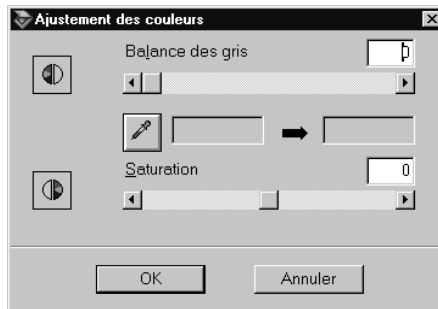 Ajustement des couleurs
Balance des gris
0
Saturation
0
OK
Annuler